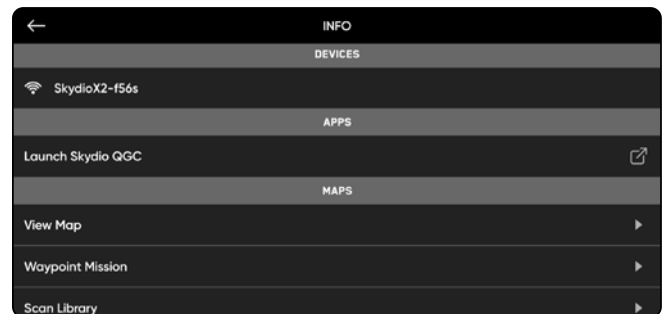 INFO
DEVICES
SkydioX2-f56s
APPS
Launch Skydio QGC
MAPS
View Map
Waypoint Mission
Scan Library